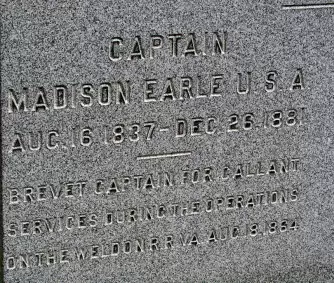 CAPTAIN
MADISON EARLE U S A
AUG. 16 1837 - DEC. 26. 1881
BREVET CAPTAIN FOR GALLANT
SERVICES DURING THE OPERATIONS
ON THE WELDON R R VA. AUG 18, 1864